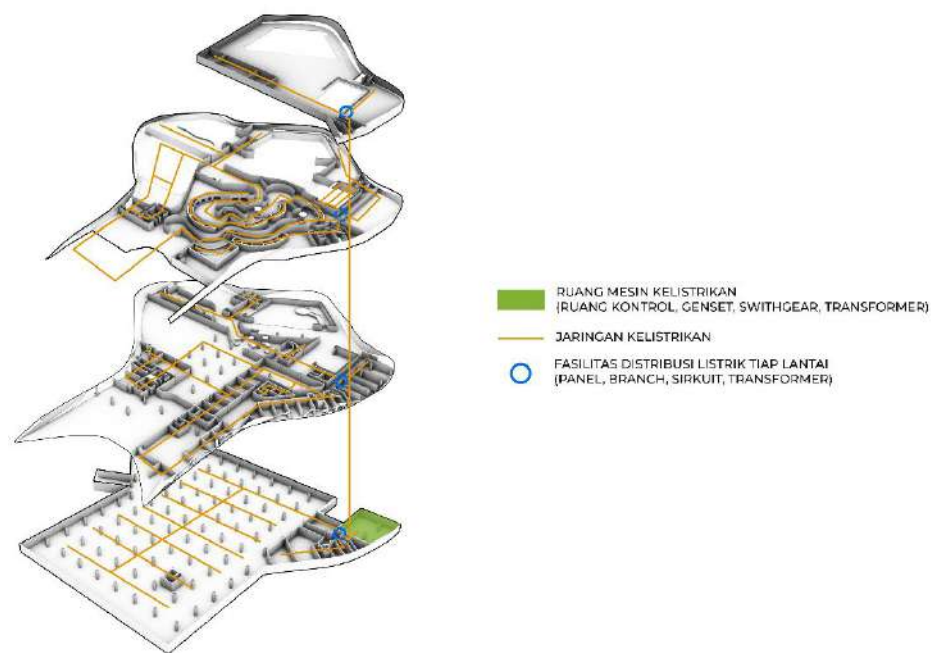 RUANG MESIN KELISTRIKAN
(RUANG KONTROL, GENSET, SWITHGEAR, TRANSFORMER)
JARINGAN KELISTRIKAN
FASILITAS DISTRIBUSI LISTRIK TIAP LANTAI
(PANEL, BRANCH, SIRKUIT, TRANSFORMER)